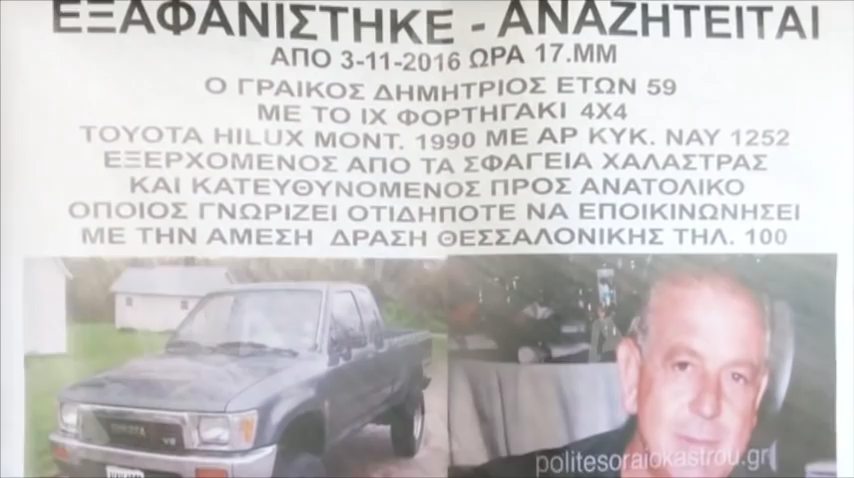 ΕΞΑΦΑΝΙΣΤΗΚΕ - ΑΝΑΖΗΤΕΙΤΑΙ
ΑΠΟ 3-11-2016 ΩΡΑ 17.ΜΜ
Ο ΓΡΑΙΚΟΣ ΔΗΜΗΤΡΙΟΣ ΕΤΩΝ 59
ΜΕ ΤΟ ΙΧ ΦΟΡΤΗΓΑΚΙ 4Χ4
TOYOTA HILUX ΜΟΝΤ. 1990 ΜΕ ΑΡ ΚΥΚ. ΝΑΥ 1252
ΕΞΕΡΧΟΜΕΝΟΣ ΑΠΟ ΤΑ ΣΦΑΓΕΙΑ ΧΑΛΑΣΤΡΑΣ
ΚΑΙ ΚΑΤΕΥΘΥΝΟΜΕΝΟΣ ΠΡΟΣ ΑΝΑΤΟΛΙΚΟ
ΟΠΟΙΟΣ ΓΝΩΡΙΖΕΙ ΟΤΙΔΗΠΟΤΕ ΝΑ ΕΠΟΙΚΙΝΩΝΗΣΕΙ
ΜΕ ΤΗΝ ΑΜΕΣΗ ΔΡΑΣΗ ΘΕΣΣΑΛΟΝΙΚΗΣ ΤΗΛ. 100
TOYOTA V6
politesoraiokastrou.gr